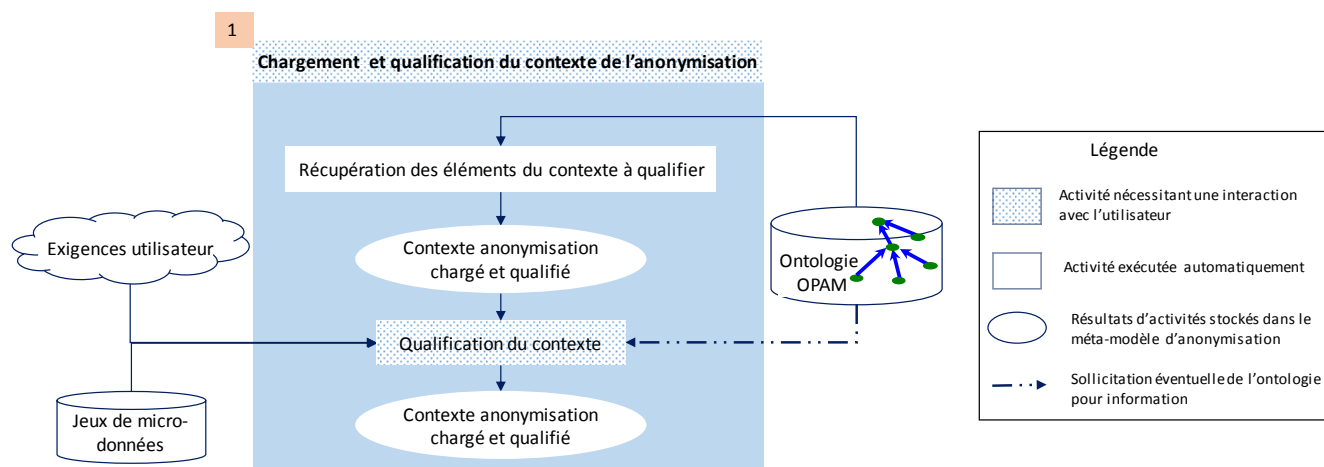 1
Chargement et qualification du contexte de l'anonymisation
Récupération des éléments du contexte à qualifier
Exigences utilisateur
Contexte anonymisation
chargé et qualifié
Ontologie
OPAM
Qualification du contexte
Jeux de micro-
données
Contexte anonymisation
chargé et qualifié
Légende
Activité nécessitant une interaction
avec l'utilisateur
Activité exécutée automatiquement
Résultats d'activités stockés dans le
méta-modèle d'anonymisation
Sollicitation éventuelle de l'ontologie
pour information